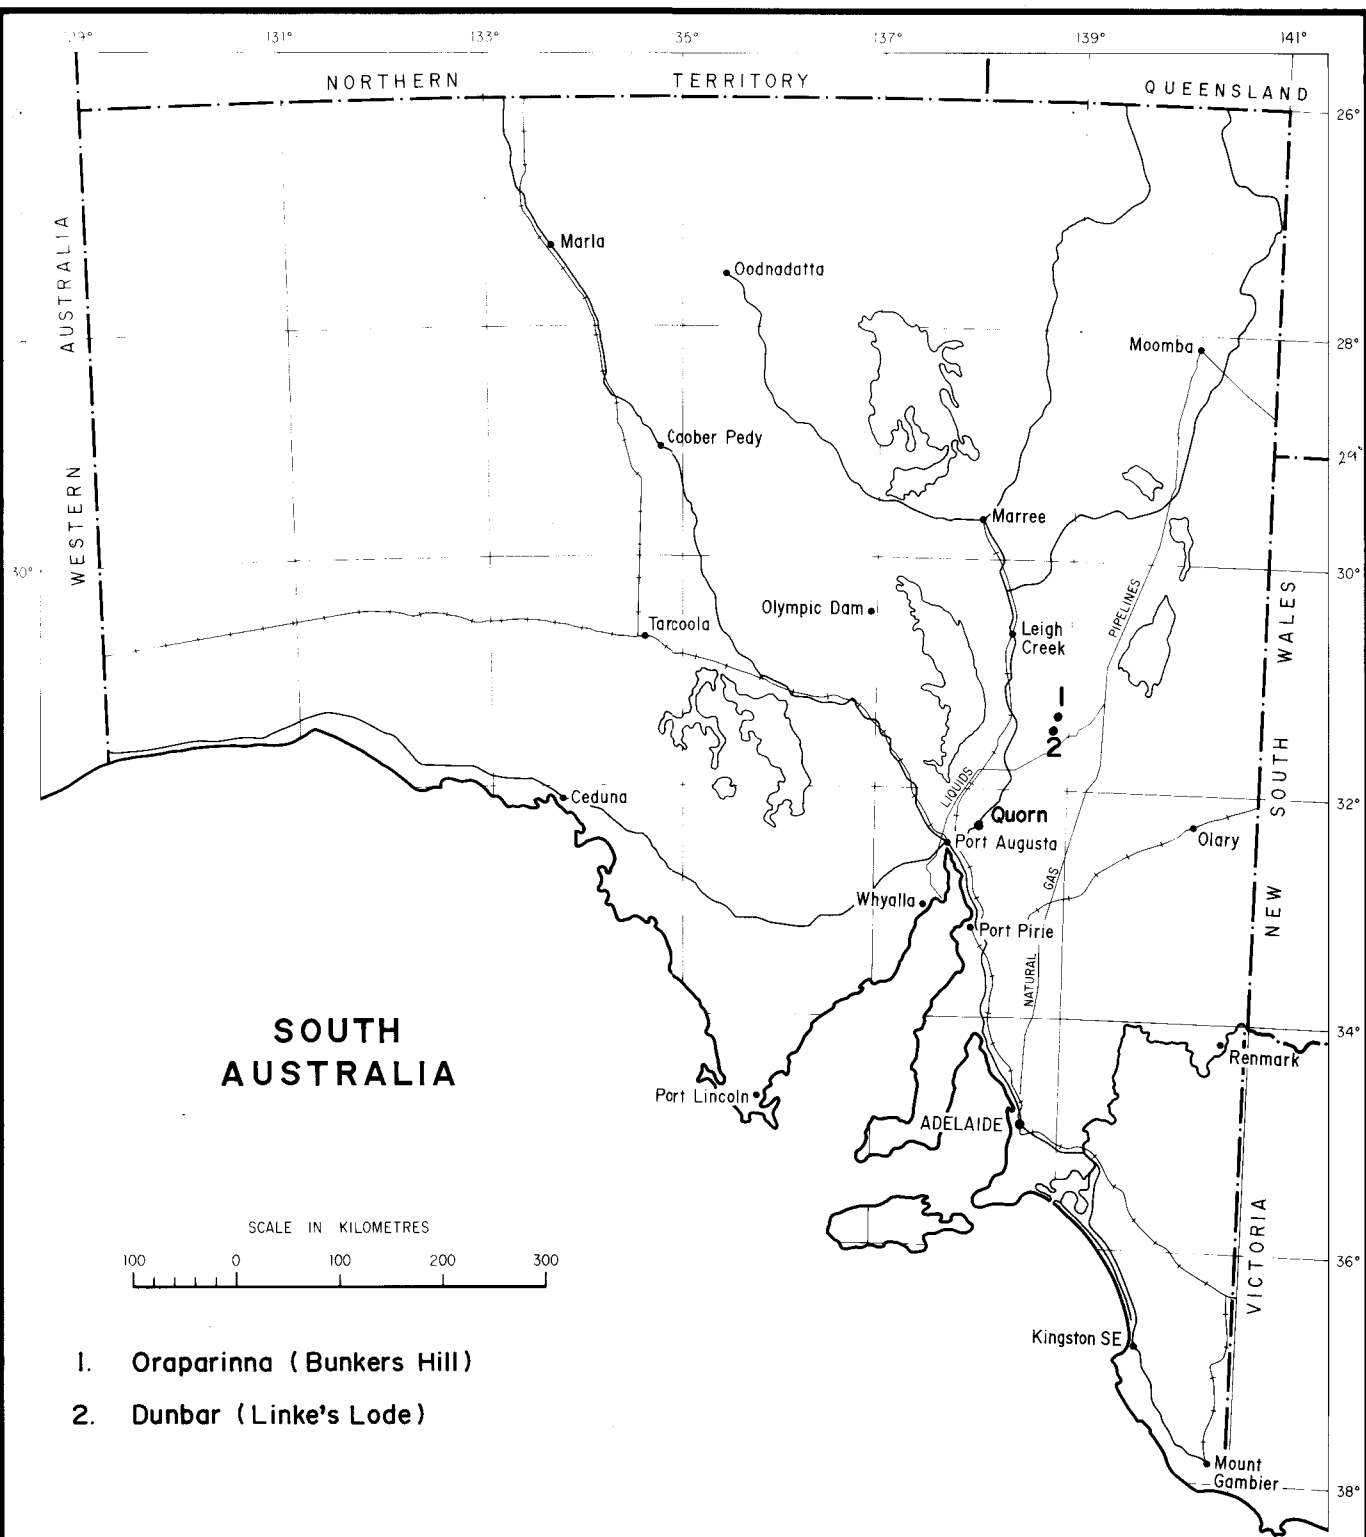 129° 131° 133° 135° 137° 139° 141°
NORTHERN TERRITORY QUEENSLAND
26°
WESTERN AUSTRALIA
Marla
Oodnadatta
Moomba
28°
Coober Pedy
29°
Marree
30°
30°
PIPELINES
Olympic Dam
Tarcoola
Leigh
Creek
1
2
NEW SOUTH WALES
LIQUIDS
Ceduna
32°
Quorn
Port Augusta
Olary
GAS
Whyalla
Port Pirie
NATURAL
SOUTH
AUSTRALIA
34°
Renmark
Port Lincoln
ADELAIDE
VICTORIA
SCALE IN KILOMETRES
100 0 100 200 300
36°
Kingston SE
1. Oraparinna (Bunkers Hill)
2. Dunbar (Linke's Lode)
Mount
Gambier
38°